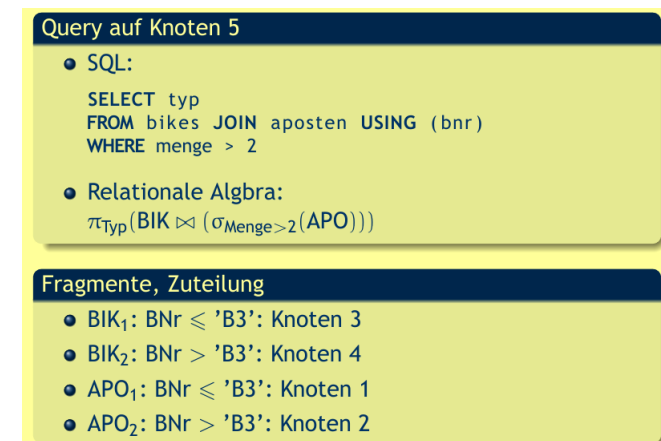 Query auf Knoten 5
SQL:
SELECT typ
FROM bikes JOIN aposten USING (bnr)
WHERE menge > 2
Relationale Algbra:
π_Typ(BIK ⋈ (σ_Menge>2(APO)))
Fragmente, Zuteilung
BIK₁: BNr ⩽ ’B3’: Knoten 3
BIK₂: BNr > ’B3’: Knoten 4
APO₁: BNr ⩽ ’B3’: Knoten 1
APO₂: BNr > ’B3’: Knoten 2